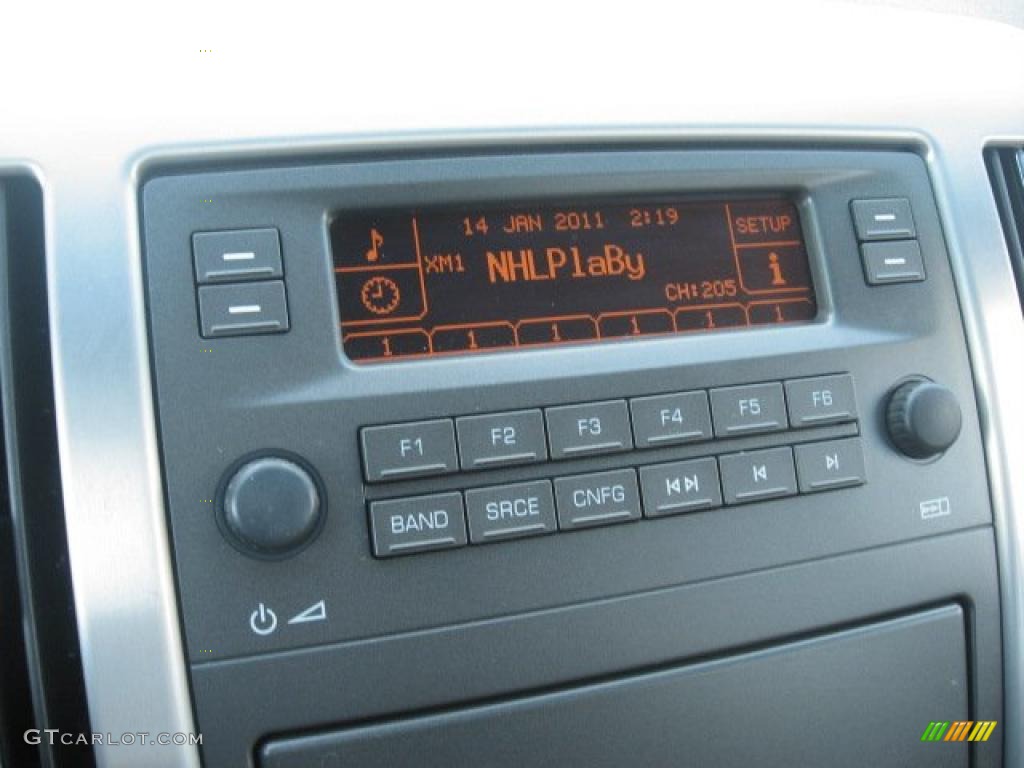 14 JAN 2011 2:19
SETUP
XM1 NHLPlaBy
i
CH:205
1 1 1 1 1 1
F1 F2 F3 F4 F5 F6
BAND SRCE CNFG
GTCARLOT.COM